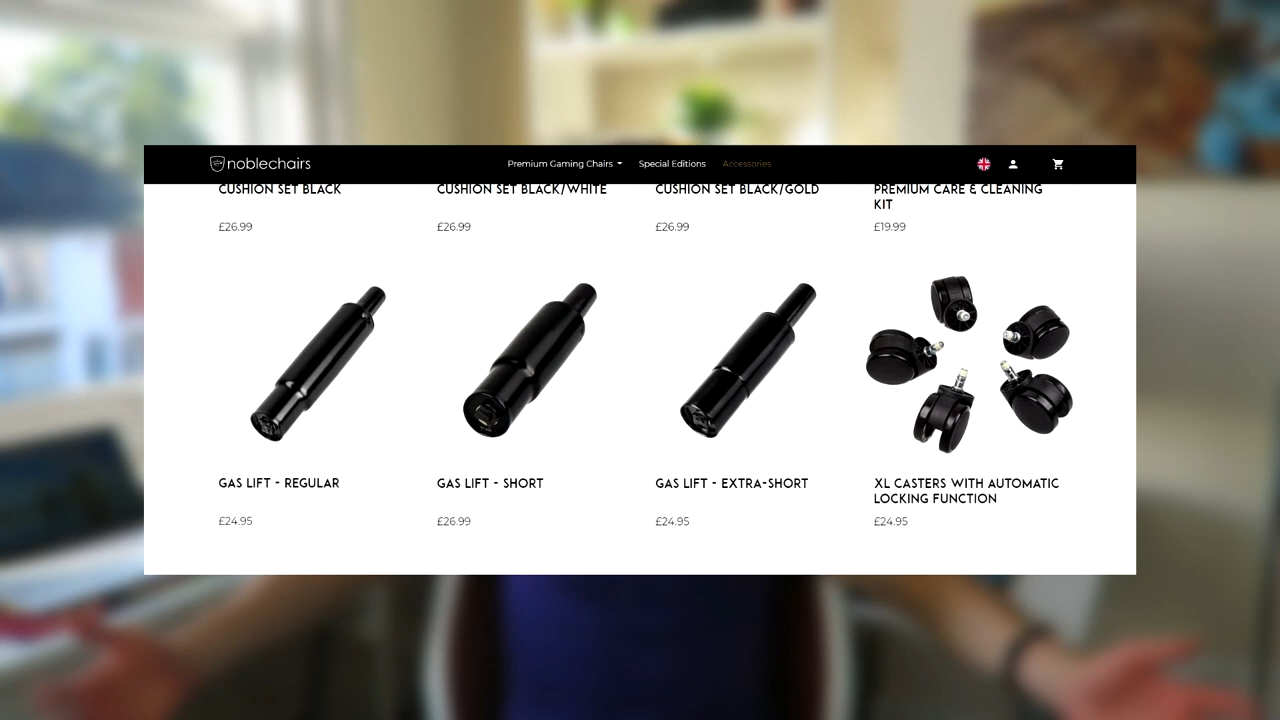 noblechairs
Premium Gaming Chairs Special Editions Accessories
CUSHION SET BLACK
CUSHION SET BLACK/WHITE
CUSHION SET BLACK/GOLD
PREMIUM CARE & CLEANING
KIT
£26.99
£26.99
£26.99
£19.99
GAS LIFT - REGULAR
GAS LIFT - SHORT
GAS LIFT - EXTRA-SHORT
XL CASTERS WITH AUTOMATIC
LOCKING FUNCTION
£24.95
£26.99
£24.95
£24.95